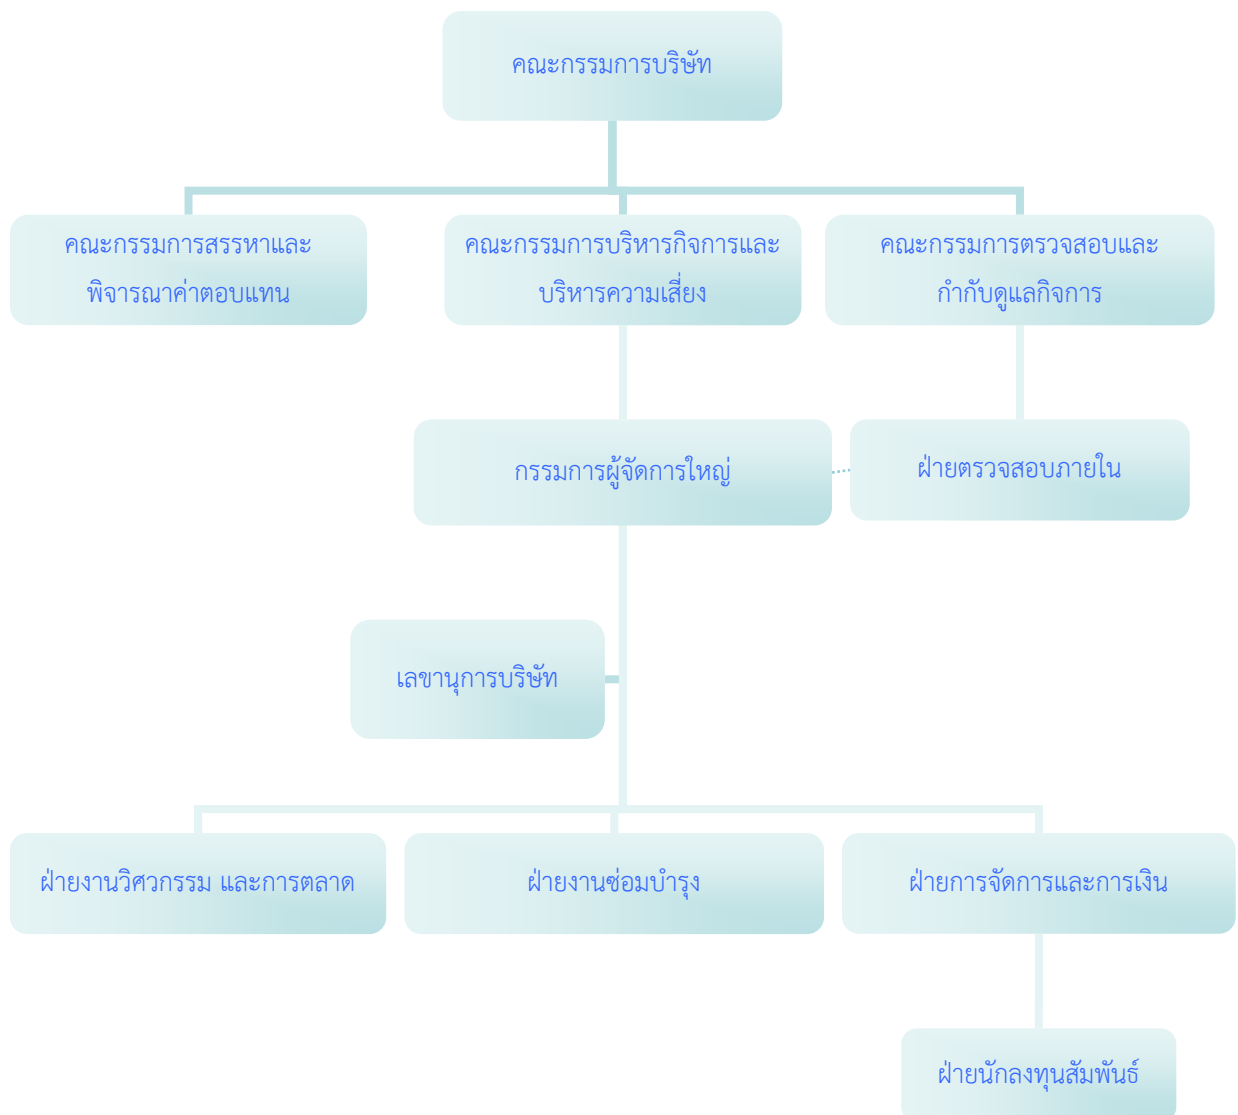 คณะกรรมการบริษัท
คณะกรรมการสรรหาและ
พิจารณาค่าตอบแทน
คณะกรรมการบริหารกิจการและ
บริหารความเสี่ยง
คณะกรรมการตรวจสอบและ
กำกับดูแลกิจการ
กรรมการผู้จัดการใหญ่
ฝ่ายตรวจสอบภายใน
เลขานุการบริษัท
ฝ่ายงานวิศวกรรม และการตลาด
ฝ่ายงานซ่อมบำรุง
ฝ่ายการจัดการและการเงิน
ฝ่ายนักลงทุนสัมพันธ์